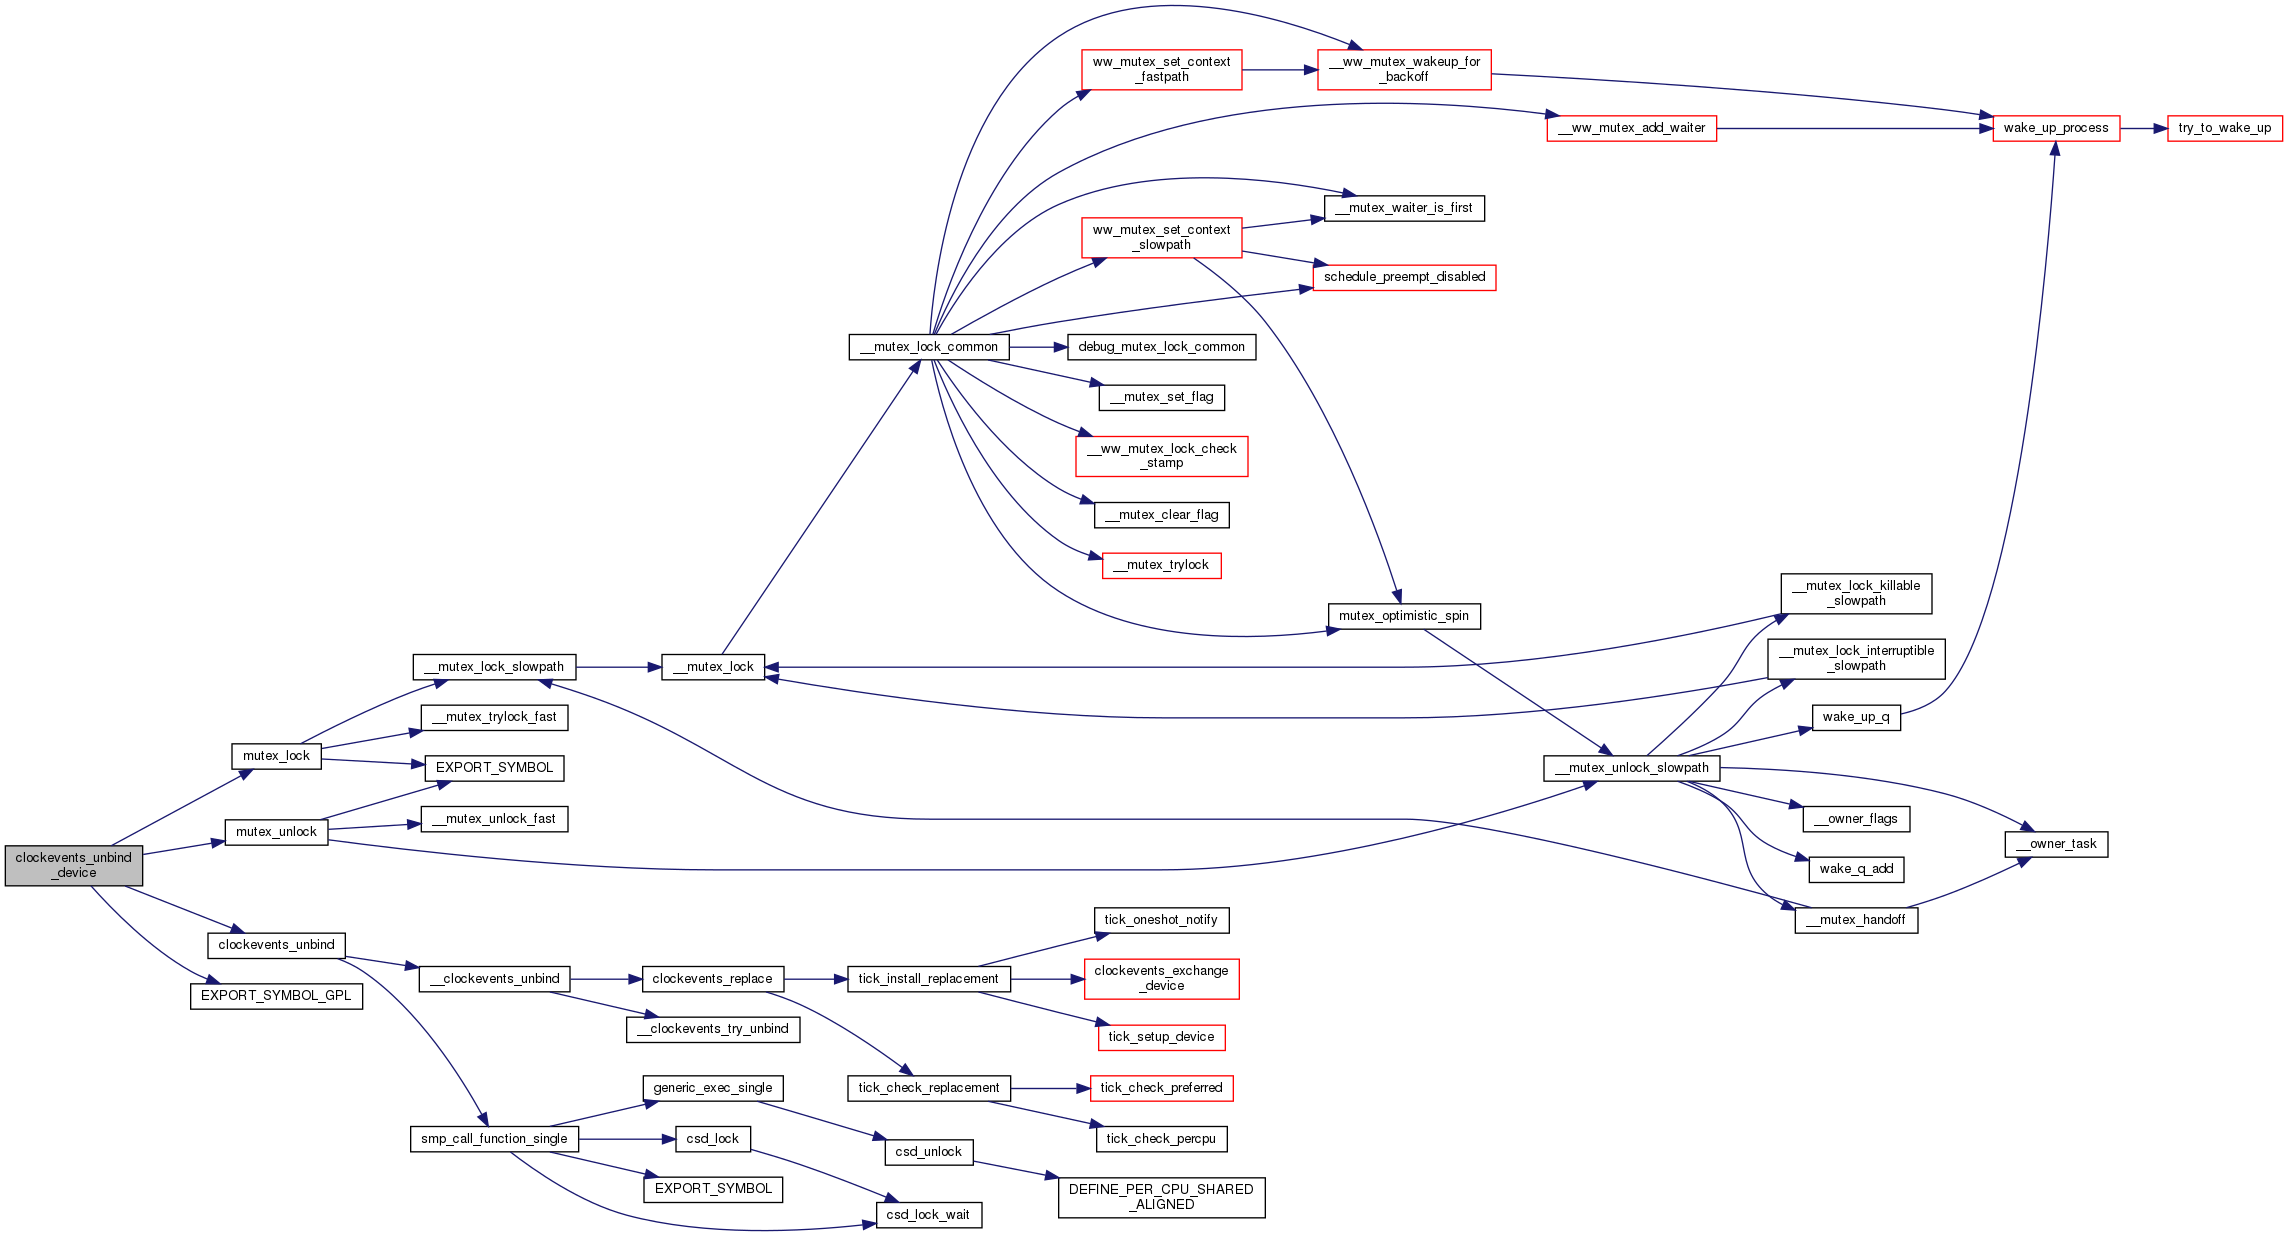 ww_mutex_set_context
_fastpath
__ww_mutex_wakeup_for
_backoff
__ww_mutex_add_waiter
wake_up_process
try_to_wake_up
__mutex_waiter_is_first
ww_mutex_set_context
_slowpath
schedule_preempt_disabled
__mutex_lock_common
debug_mutex_lock_common
__mutex_set_flag
__ww_mutex_lock_check
_stamp
__mutex_clear_flag
__mutex_trylock
__mutex_lock_killable
_slowpath
mutex_optimistic_spin
__mutex_lock_interruptible
_slowpath
__mutex_lock_slowpath
__mutex_lock
__mutex_trylock_fast
wake_up_q
mutex_lock
EXPORT_SYMBOL
__mutex_unlock_slowpath
__mutex_unlock_fast
__owner_flags
mutex_unlock
__owner_task
clockevents_unbind
_device
wake_q_add
tick_oneshot_notify
__mutex_handoff
clockevents_unbind
__clockevents_unbind
clockevents_replace
tick_install_replacement
clockevents_exchange
_device
EXPORT_SYMBOL_GPL
__clockevents_try_unbind
tick_setup_device
generic_exec_single
tick_check_replacement
tick_check_preferred
smp_call_function_single
csd_lock
tick_check_percpu
csd_unlock
EXPORT_SYMBOL
DEFINE_PER_CPU_SHARED
_ALIGNED
csd_lock_wait